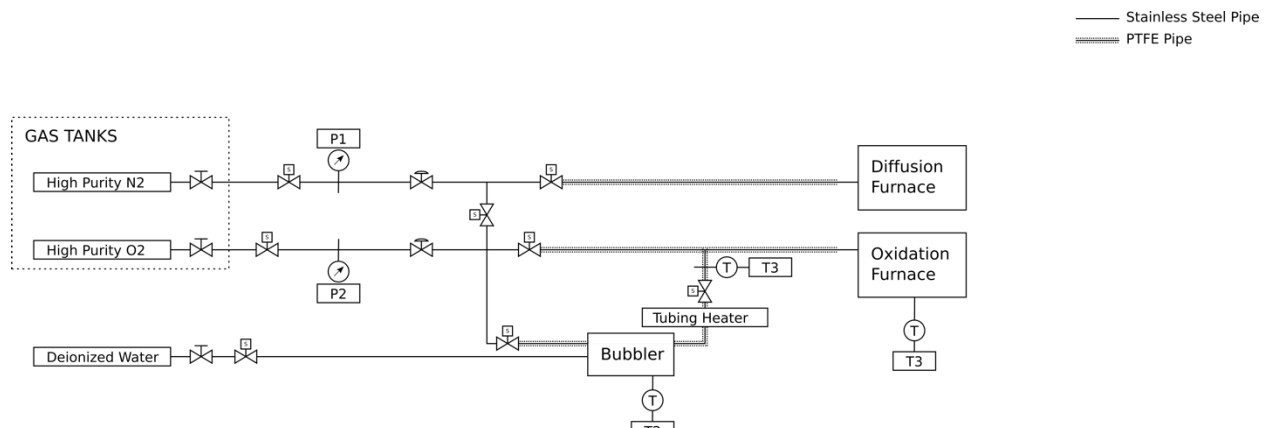 Stainless Steel Pipe
PTFE Pipe
GAS TANKS
P1
S
S
High Purity N2
Diffusion
Furnace
S
S
S
High Purity O2
Oxidation
Furnace
T
T3
P2
S
Tubing Heater
S
T
S
Deionized Water
Bubbler
T3
T